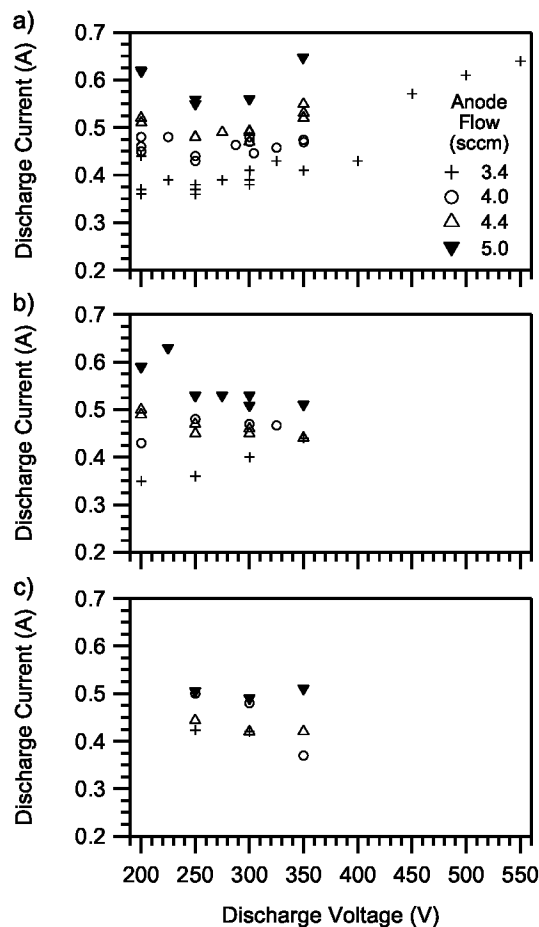 a)
0.7
0.6
0.5
0.4
0.3
0.2
Discharge Current (A)
Anode
Flow
(sccm)
3.4
4.0
4.4
5.0
b)
0.7
0.6
0.5
0.4
0.3
0.2
Discharge Current (A)
c)
0.7
0.6
0.5
0.4
0.3
0.2
Discharge Current (A)
200 250 300 350 400 450 500 550
Discharge Voltage (V)